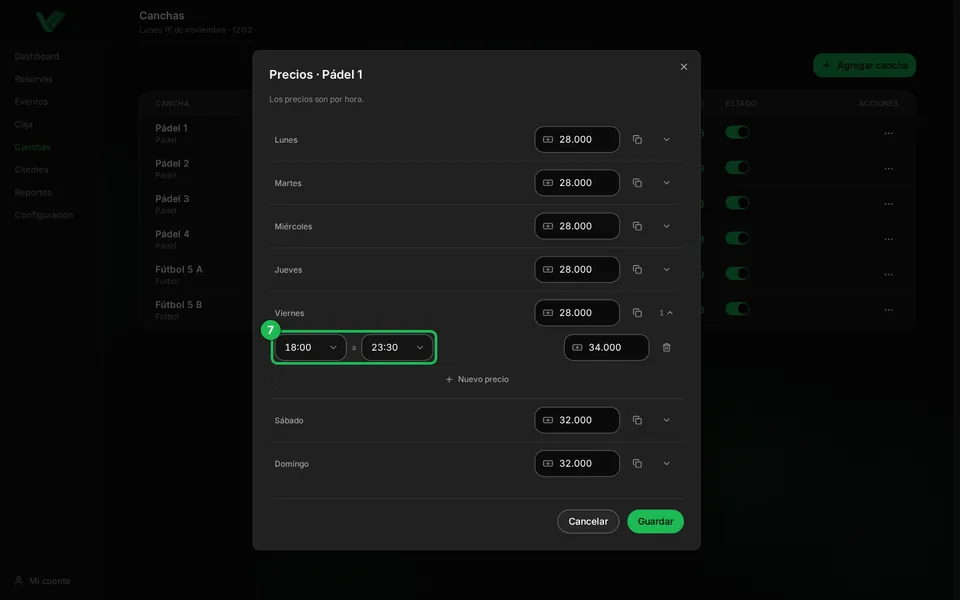 Canchas
Lunes 16 de noviembre · 12:02
Dashboard
Reservas
Eventos
Caja
Canchas
Clientes
Reportes
Configuración
Mi cuenta
+ Agregar cancha
CANCHA
ESTADO
ACCIONES
Pádel 1
Pádel
Pádel 2
Pádel
Pádel 3
Pádel
Pádel 4
Pádel
Fútbol 5 A
Fútbol
Fútbol 5 B
Fútbol
Precios · Pádel 1
Los precios son por hora.
Lunes 28.000
Martes 28.000
Miércoles 28.000
Jueves 28.000
Viernes 28.000 1
7
18:00 a 23:30 34.000
+ Nuevo precio
Sábado 32.000
Domingo 32.000
Cancelar Guardar